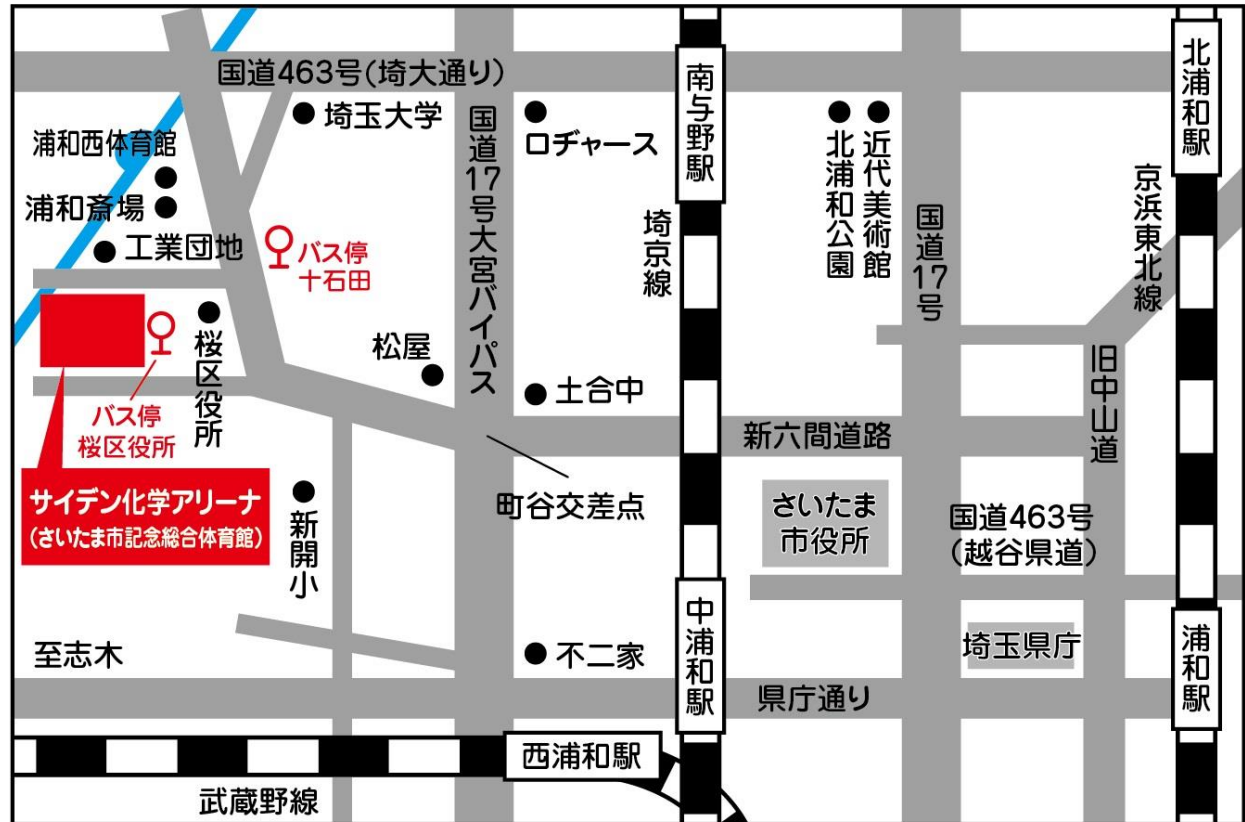 国道463号(埼大通り)
埼玉大学
国道17号大宮バイパス
ロヂャース
南与野駅
埼京線
北浦和公園
近代美術館
国道17号
京浜東北線
北浦和駅
浦和西体育館
浦和斎場
工業団地
バス停
十石田
桜区役所
バス停
桜区役所
松屋
土合中
新六間道路
旧中山道
町谷交差点
サイデン化学アリーナ
(さいたま市記念総合体育館)
新開小
さいたま
市役所
国道463号
(越谷県道)
至志木
不二家
中浦和駅
埼玉県庁
浦和駅
県庁通り
西浦和駅
武蔵野線